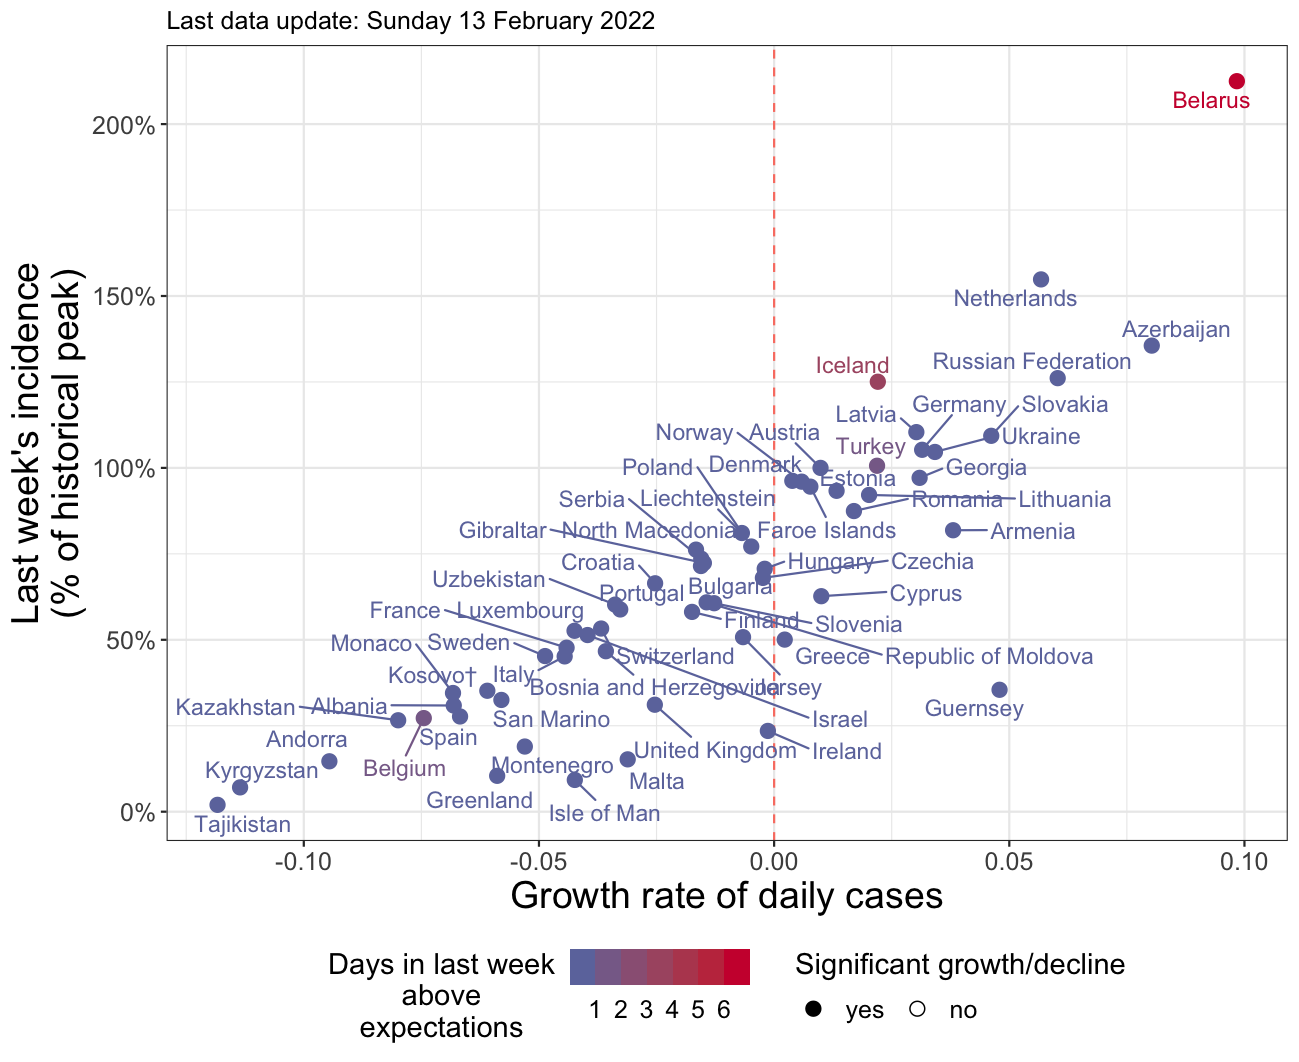 Last data update: Sunday 13 February 2022
Last week's incidence
(% of historical peak)
200%
150%
100%
50%
0%
Belarus
Netherlands
Azerbaijan
Russian Federation
Iceland
Germany Slovakia
Latvia
Norway Austria
Turkey Ukraine
Poland Denmark Georgia
Estonia
Serbia Liechtenstein Romania Lithuania
Gibraltar North Macedonia Faroe Islands Armenia
Croatia Hungary Czechia
Uzbekistan Bulgaria
Portugal Cyprus
France Luxembourg
Finland Slovenia
Monaco Sweden
Switzerland Greece Republic of Moldova
Kosovo† Italy
Bosnia and Herzegovina Jersey
Kazakhstan Albania Guernsey
San Marino Israel
Andorra Spain
United Kingdom Ireland
Kyrgyzstan Belgium Montenegro
Malta
Greenland
Isle of Man
Tajikistan
-0.10 -0.05 0.00 0.05 0.10
Growth rate of daily cases
Days in last week
above
expectations
1 2 3 4 5 6
Significant growth/decline
yes no